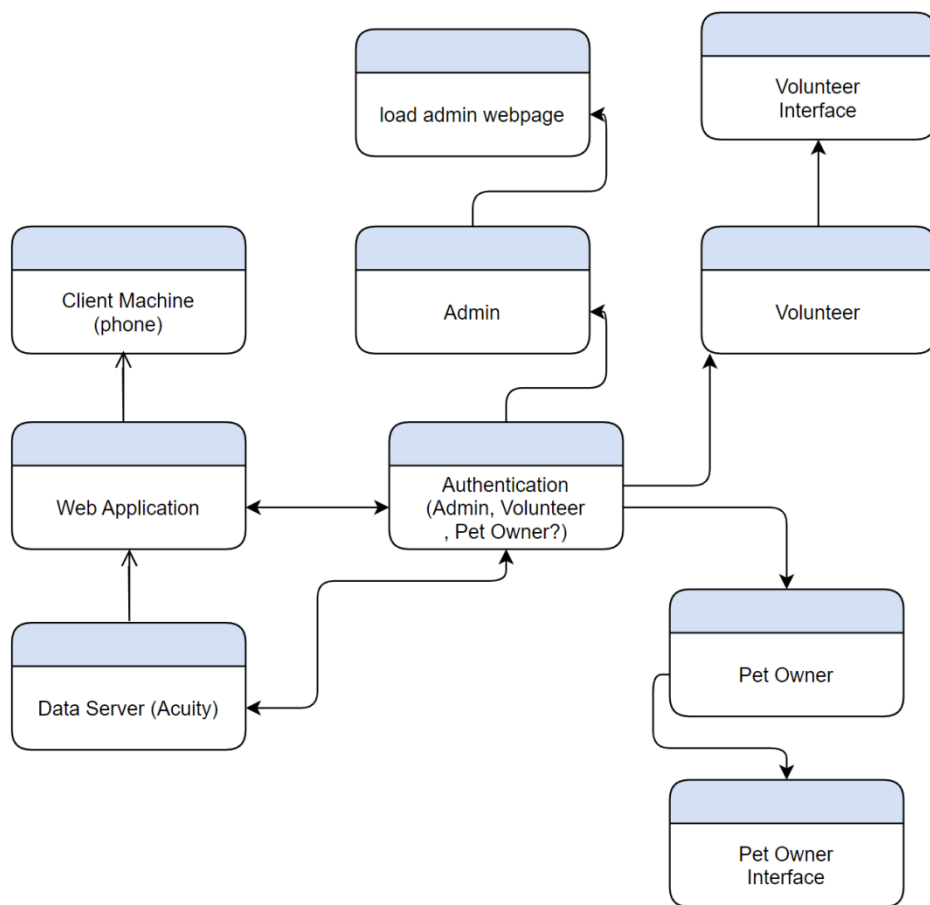 load admin webpage
Volunteer
Interface
Client Machine
(phone)
Admin
Volunteer
Web Application
Authentication
(Admin, Volunteer
, Pet Owner?)
Data Server (Acuity)
Pet Owner
Pet Owner
Interface